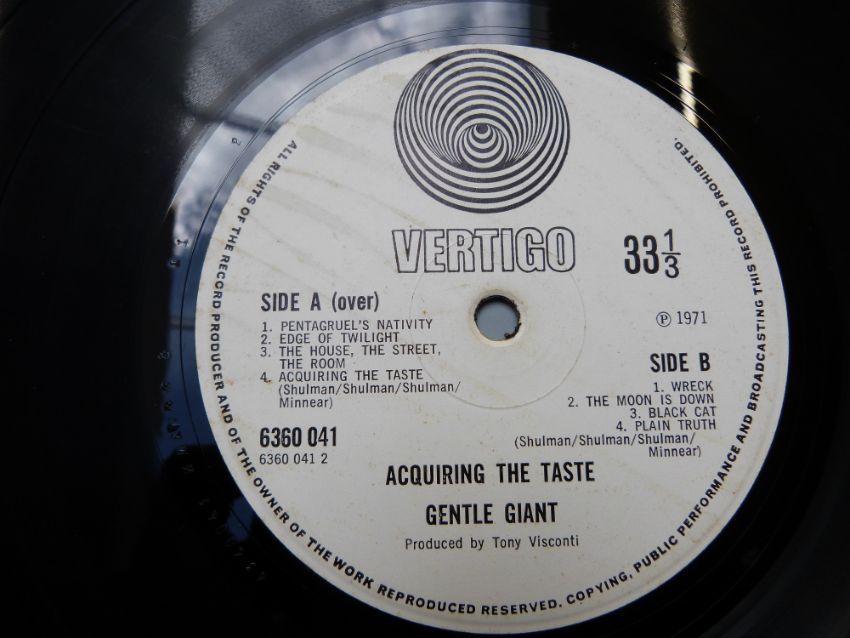 VERTIGO
33 1/3
SIDE A (over)
1. PENTAGRUEL'S NATIVITY
2. EDGE OF TWILIGHT
3. THE HOUSE, THE STREET,
THE ROOM
4. ACQUIRING THE TASTE
(Shulman/Shulman/Shulman/
Minnear)
6360 041
6360 041 2
℗ 1971
SIDE B
1. WRECK
2. THE MOON IS DOWN
3. BLACK CAT
4. PLAIN TRUTH
(Shulman/Shulman/Shulman/
Minnear)
ACQUIRING THE TASTE
GENTLE GIANT
Produced by Tony Visconti
ALL RIGHTS OF THE RECORD PRODUCER AND OF THE OWNER OF THE WORK REPRODUCED RESERVED. COPYING, PUBLIC PERFORMANCE AND BROADCASTING THIS RECORD PROHIBITED.